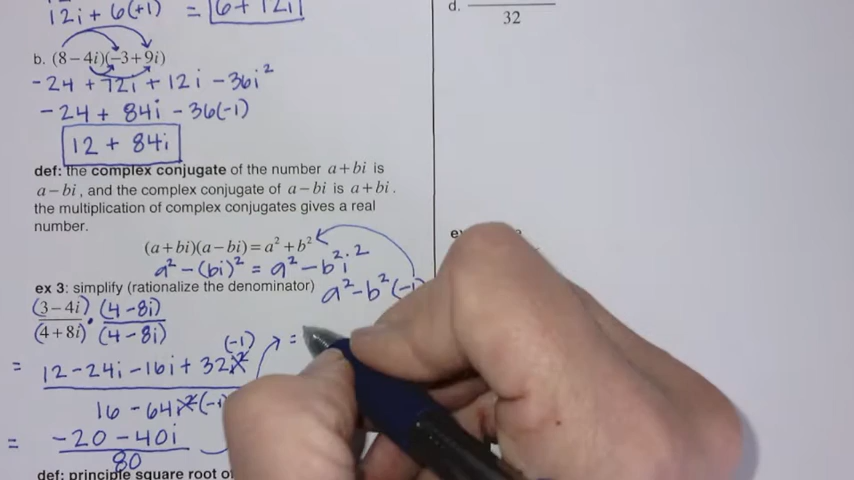 12i + 6(+1) = 6 + 12i
b. (8 – 4i)(–3 + 9i)
-24 + 72i + 12i - 36i²
-24 + 84i - 36(-1)
12 + 84i
def: the complex conjugate of the number a + bi is
a – bi, and the complex conjugate of a – bi is a + bi.
the multiplication of complex conjugates gives a real
number.
(a + bi)(a – bi) = a² + b²
a² - (bi)² = a² - b²i²
a² - b²(-1)
ex 3: simplify (rationalize the denominator)
(3 – 4i) · (4 - 8i)
(4 + 8i) (4 - 8i)
(-1)
= 12 - 24i - 16i + 32i² =
16 - 64i² (-1
= -20 - 40i
80
def: principle square root of
d.
32